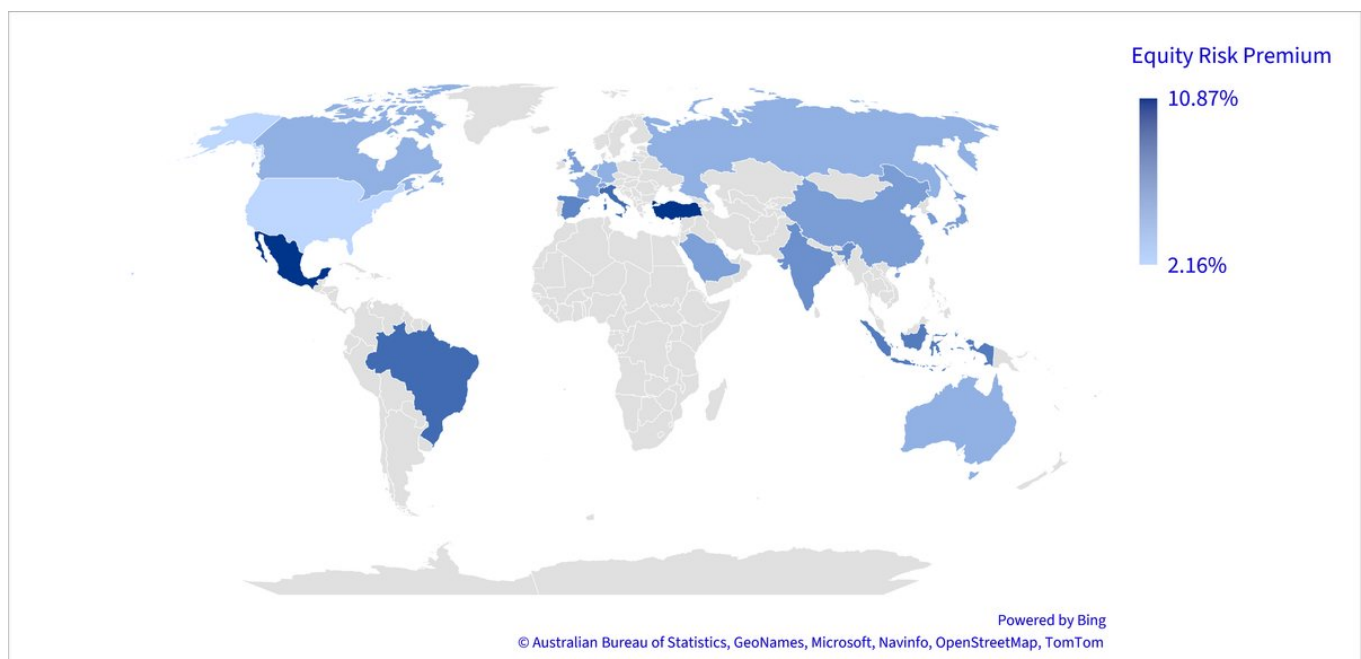 Equity Risk Premium
10.87%
2.16%
Powered by Bing
© Australian Bureau of Statistics, GeoNames, Microsoft, Navinfo, OpenStreetMap, TomTom